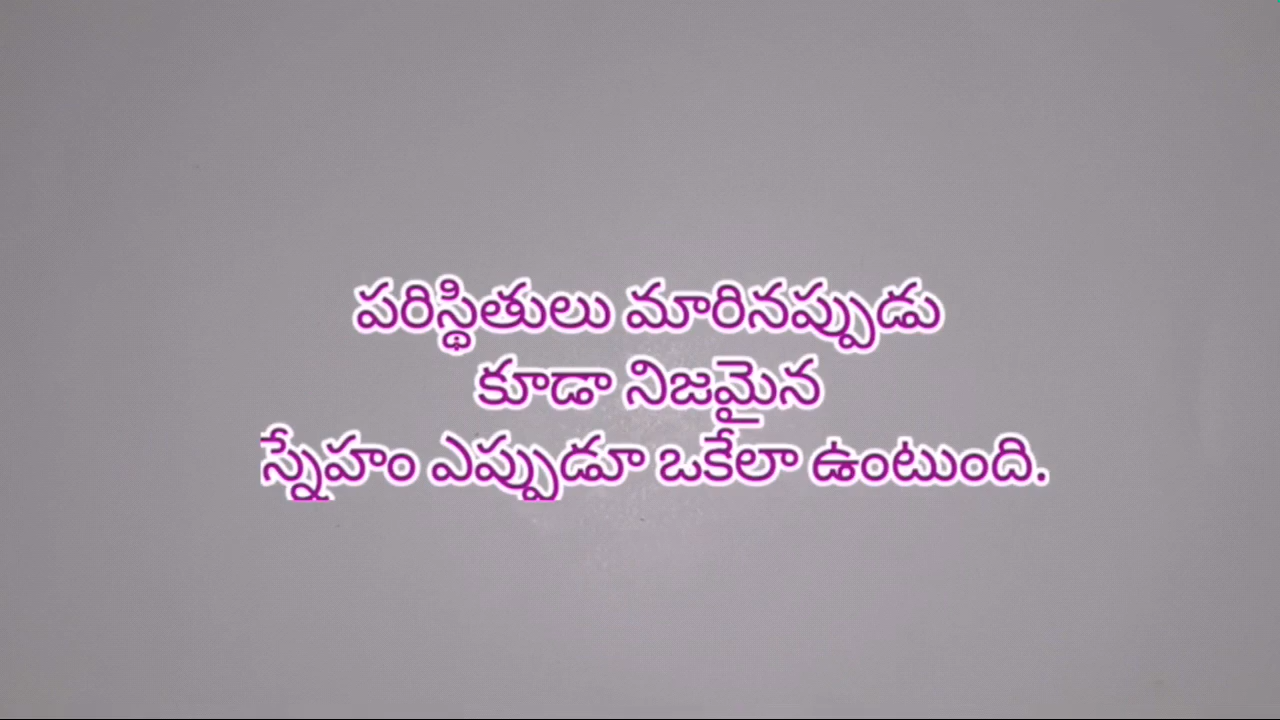 పరిస్థితులు మారినప్పుడు
కూడా నిజమైన
స్నేహం ఎప్పుడూ ఒకేలా ఉంటుంది.